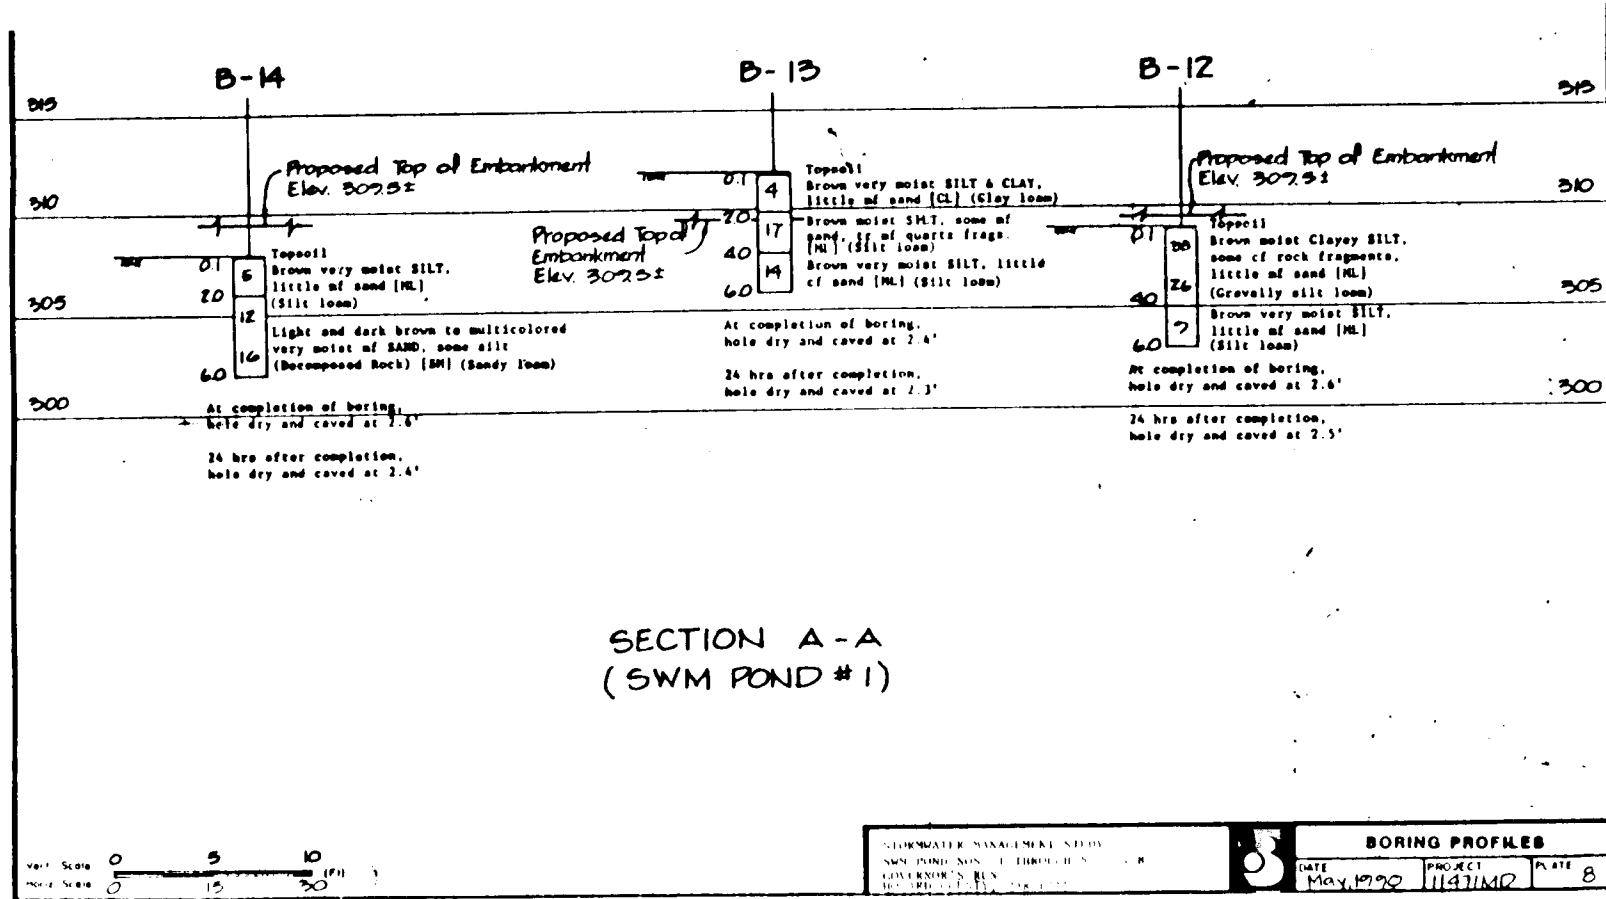 B-14
B-13
B-12
315
315
Proposed Top of Embankment
Elev. 309.5±
Topsoil
0.1
4
Brown very moist SILT & CLAY,
little mf sand [CL] (Clay loam)
Proposed Top of Embankment
Elev. 309.5±
310
310
2.0
17
Brown moist SILT, some mf
sand, tr mf quartz frags.
[ML] (Silt loam)
Proposed Top of
Embankment
Elev. 309.5±
4.0
14
Brown very moist SILT, little
cf sand [ML] (Silt loam)
6.0
Topsoil
0.1
Brown moist Clayey SILT,
some cf rock fragments,
little mf sand [ML]
(Gravelly silt loam)
26
4.0
Brown very moist SILT,
little mf sand [ML]
(Silt loam)
6.0
Topsoil
0.1
Brown very moist SILT,
little mf sand [ML]
(Silt loam)
2.0
305
305
12
Light and dark brown to multicolored
very moist mf SAND, some silt
(Decomposed Rock) [SM] (Sandy loam)
16
6.0
At completion of boring,
hole dry and caved at 2.4'
24 hrs after completion,
hole dry and caved at 2.3'
At completion of boring,
hole dry and caved at 2.6'
24 hrs after completion,
hole dry and caved at 2.5'
300
300
At completion of boring,
hole dry and caved at 2.6'
24 hrs after completion,
hole dry and caved at 2.4'
SECTION A-A
(SWM POND #1)
Vert. Scale 0 5 10 (Ft)
Horiz Scale 0 15 30
STORMWATER MANAGEMENT STUDY
SWM POND NOS. 1 THROUGH
GOVERNOR'S RUN
BORING PROFILES
DATE
May, 1990
PROJECT
11471MD
PLATE 8